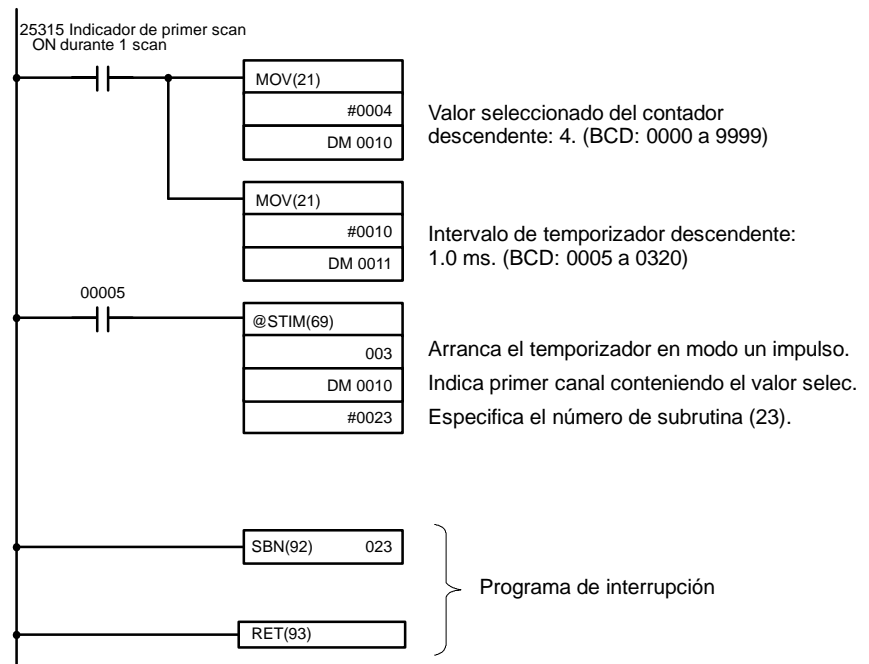 25315 Indicador de primer scan
ON durante 1 scan
MOV(21)
#0004
DM 0010
Valor seleccionado del contador
descendente: 4. (BCD: 0000 a 9999)
MOV(21)
#0010
DM 0011
Intervalo de temporizador descendente:
1.0 ms. (BCD: 0005 a 0320)
00005
@STIM(69)
003
Arranca el temporizador en modo un impulso.
DM 0010
Indica primer canal conteniendo el valor selec.
#0023
Especifica el número de subrutina (23).
SBN(92) 023
Programa de interrupción
RET(93)